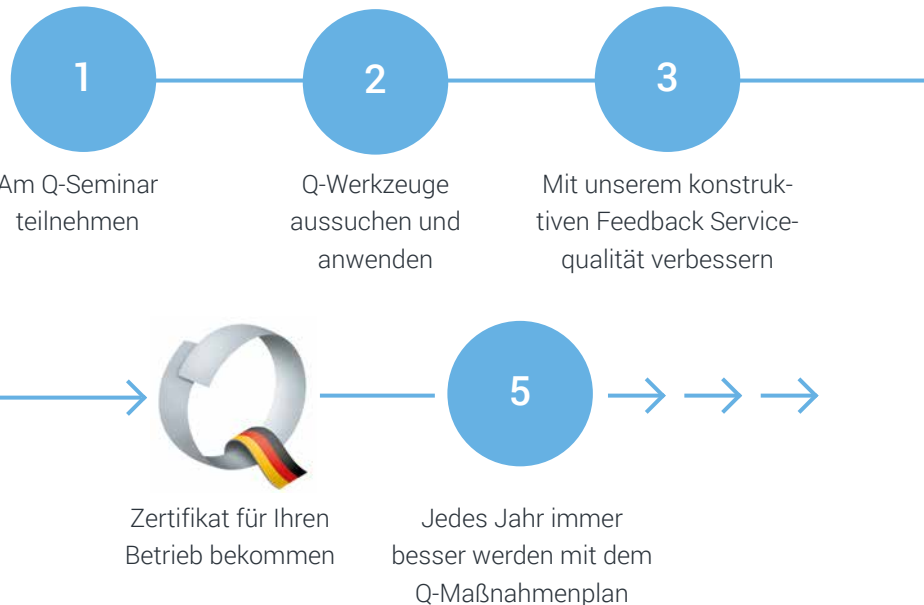 1
Am Q-Seminar
teilnehmen
2
Q-Werkzeuge
aussuchen und
anwenden
3
Mit unserem konstruk-
tiven Feedback Service-
qualität verbessern
Zertifikat für Ihren
Betrieb bekommen
5
Jedes Jahr immer
besser werden mit dem
Q-Maßnahmenplan